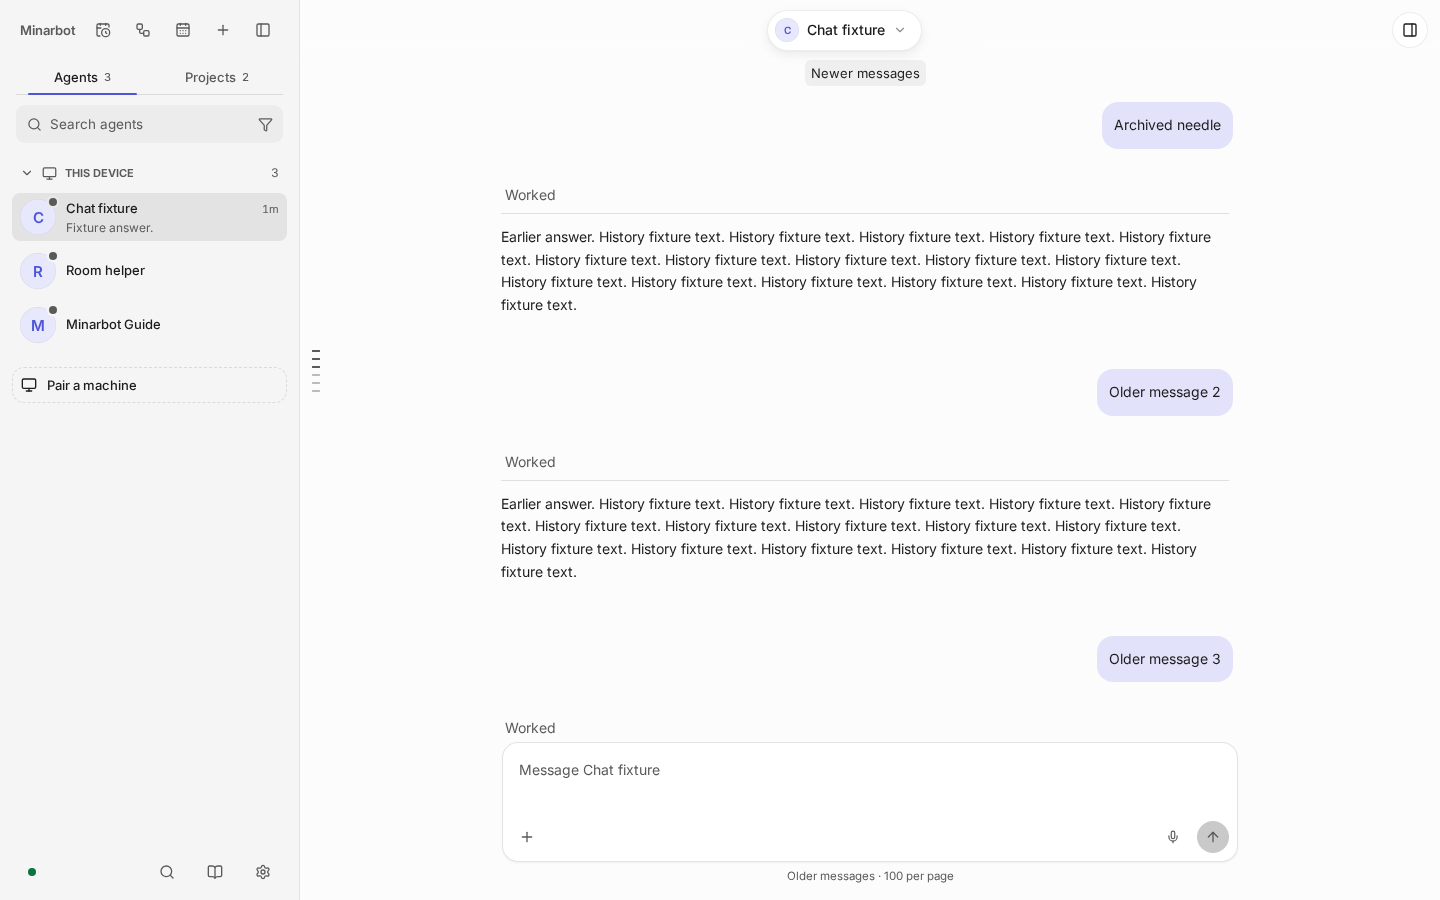 Minarbot
Agents 3
Projects 2
Search agents
THIS DEVICE 3
C
Chat fixture 1m
Fixture answer.
R
Room helper
M
Minarbot Guide
Pair a machine
C Chat fixture
Newer messages
Archived needle
Worked
Earlier answer. History fixture text. History fixture text. History fixture text. History fixture text. History fixture
text. History fixture text. History fixture text. History fixture text. History fixture text. History fixture text.
History fixture text. History fixture text. History fixture text. History fixture text. History fixture text. History
fixture text.
Older message 2
Worked
Earlier answer. History fixture text. History fixture text. History fixture text. History fixture text. History fixture
text. History fixture text. History fixture text. History fixture text. History fixture text. History fixture text.
History fixture text. History fixture text. History fixture text. History fixture text. History fixture text. History
fixture text.
Older message 3
Worked
Message Chat fixture
Older messages · 100 per page